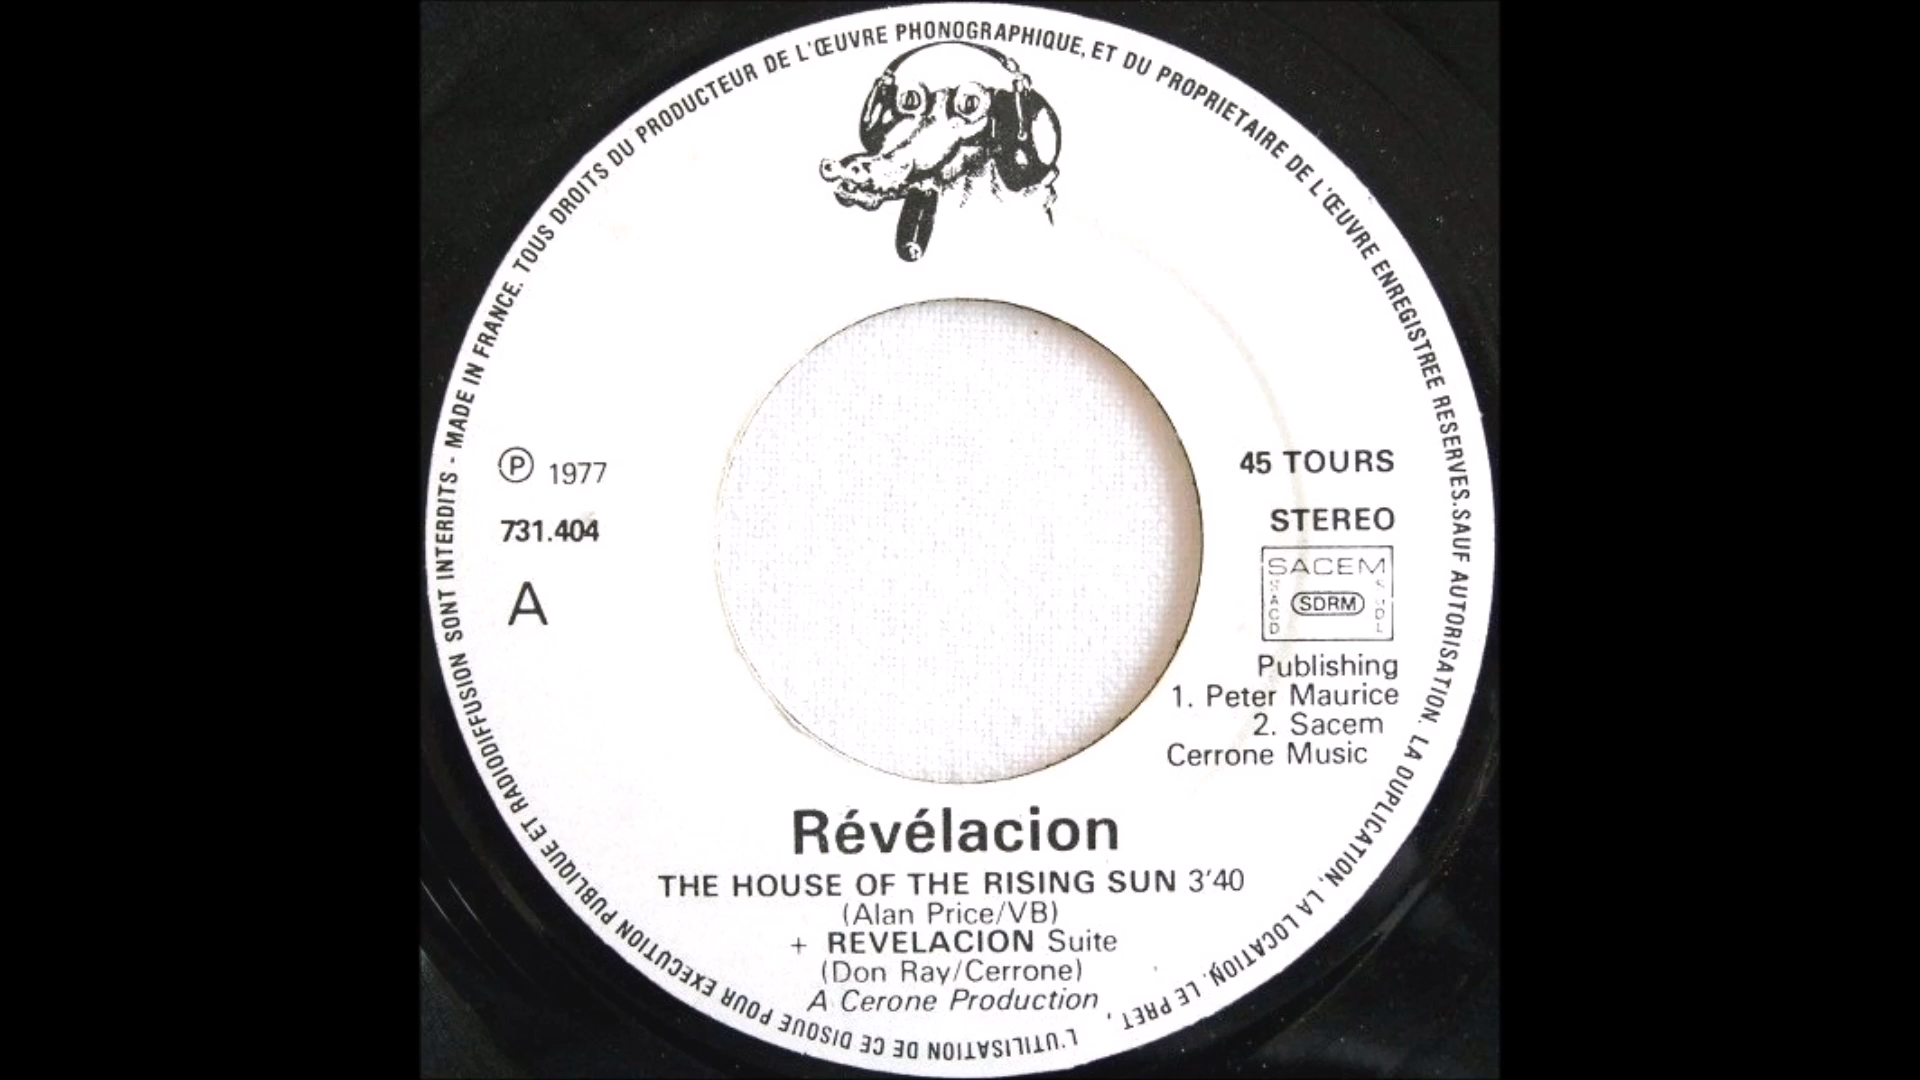 MADE IN FRANCE. TOUS DROITS DU PRODUCTEUR DE L'ŒUVRE PHONOGRAPHIQUE, ET DU PROPRIETAIRE DE L'ŒUVRE ENREGISTREE RESERVES. SAUF AUTORISATION. LA DUPLICATION, LA LOCATION, LE PRET, L'UTILISATION DE CE DISQUE POUR EXECUTION PUBLIQUE ET RADIODIFFUSION SONT INTERDITS -
Ⓟ 1977
731.404
A
45 TOURS
STEREO
SACEM
SACD
SDRM
Publishing
1. Peter Maurice
2. Sacem
Cerrone Music
Révélacion
THE HOUSE OF THE RISING SUN 3'40
(Alan Price/VB)
+ REVELACION Suite
(Don Ray/Cerrone)
A Cerone Production